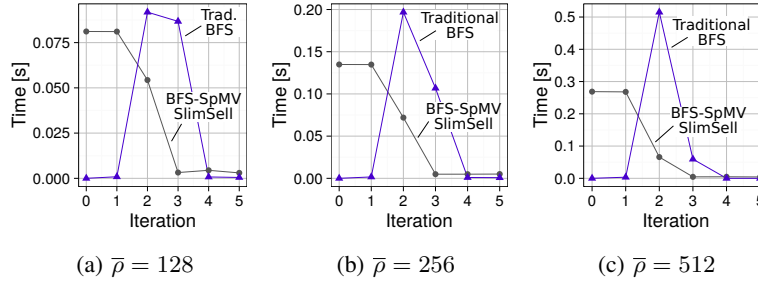 Time [s]
0.075
0.050
0.025
0.000
0 1 2 3 4 5
Iteration
Trad.
BFS
BFS-SpMV
SlimSell
(a) ρ̅ = 128
Time [s]
0.20
0.15
0.10
0.05
0.00
0 1 2 3 4 5
Iteration
Traditional
BFS
BFS-SpMV
SlimSell
(b) ρ̅ = 256
Time [s]
0.5
0.4
0.3
0.2
0.1
0.0
0 1 2 3 4 5
Iteration
Traditional
BFS
BFS-SpMV
SlimSell
(c) ρ̅ = 512